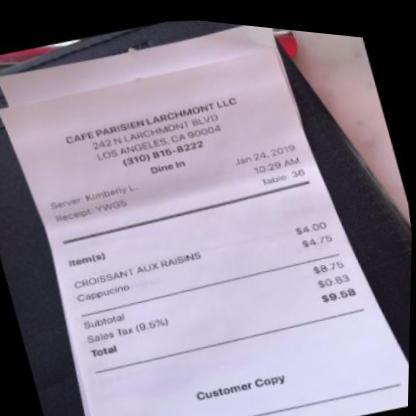 CAFE PARISIEN LARCHMONT LLC
242 N LARCHMONT BLVD
LOS ANGELES, CA 90004
(310) 815-8222
Dine In
Server: Kimberly L. Jan 24, 2019
Receipt: YWG5 10:29 AM
Table: 36
Item(s)
CROISSANT AUX RAISINS $4.00
Cappucino $4.75
Subtotal $8.75
Sales Tax (9.5%) $0.83
Total $9.58
Customer Copy